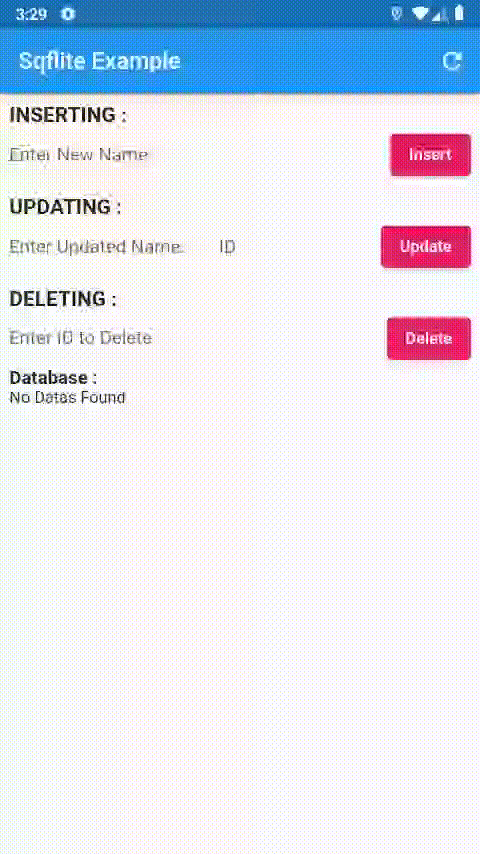 3:29
Sqflite Example
INSERTING :
Enter New Name
Insert
UPDATING :
Enter Updated Name. ID
Update
DELETING :
Enter ID to Delete
Delete
Database :
No Datas Found